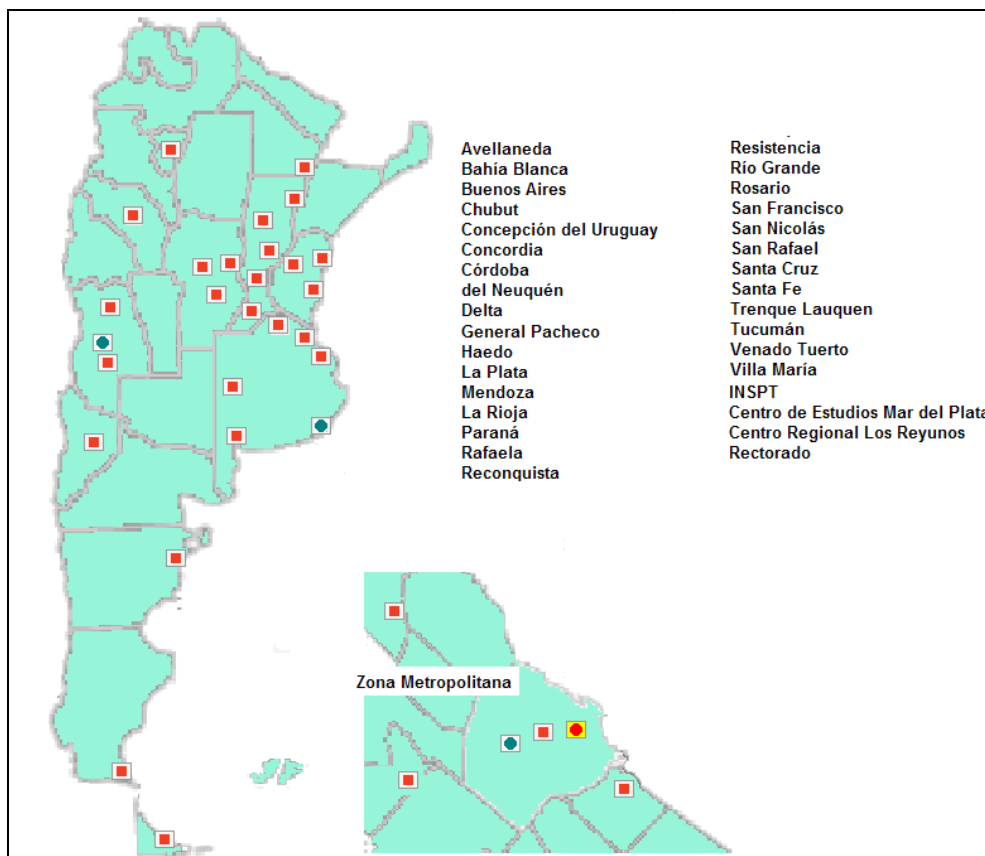 Avellaneda
Bahía Blanca
Buenos Aires
Chubut
Concepción del Uruguay
Concordia
Córdoba
del Neuquén
Delta
General Pacheco
Haedo
La Plata
Mendoza
La Rioja
Paraná
Rafaela
Reconquista
Resistencia
Río Grande
Rosario
San Francisco
San Nicolás
San Rafael
Santa Cruz
Santa Fe
Trenque Lauquen
Tucumán
Venado Tuerto
Villa María
INSPT
Centro de Estudios Mar del Plata
Centro Regional Los Reyunos
Rectorado
Zona Metropolitana